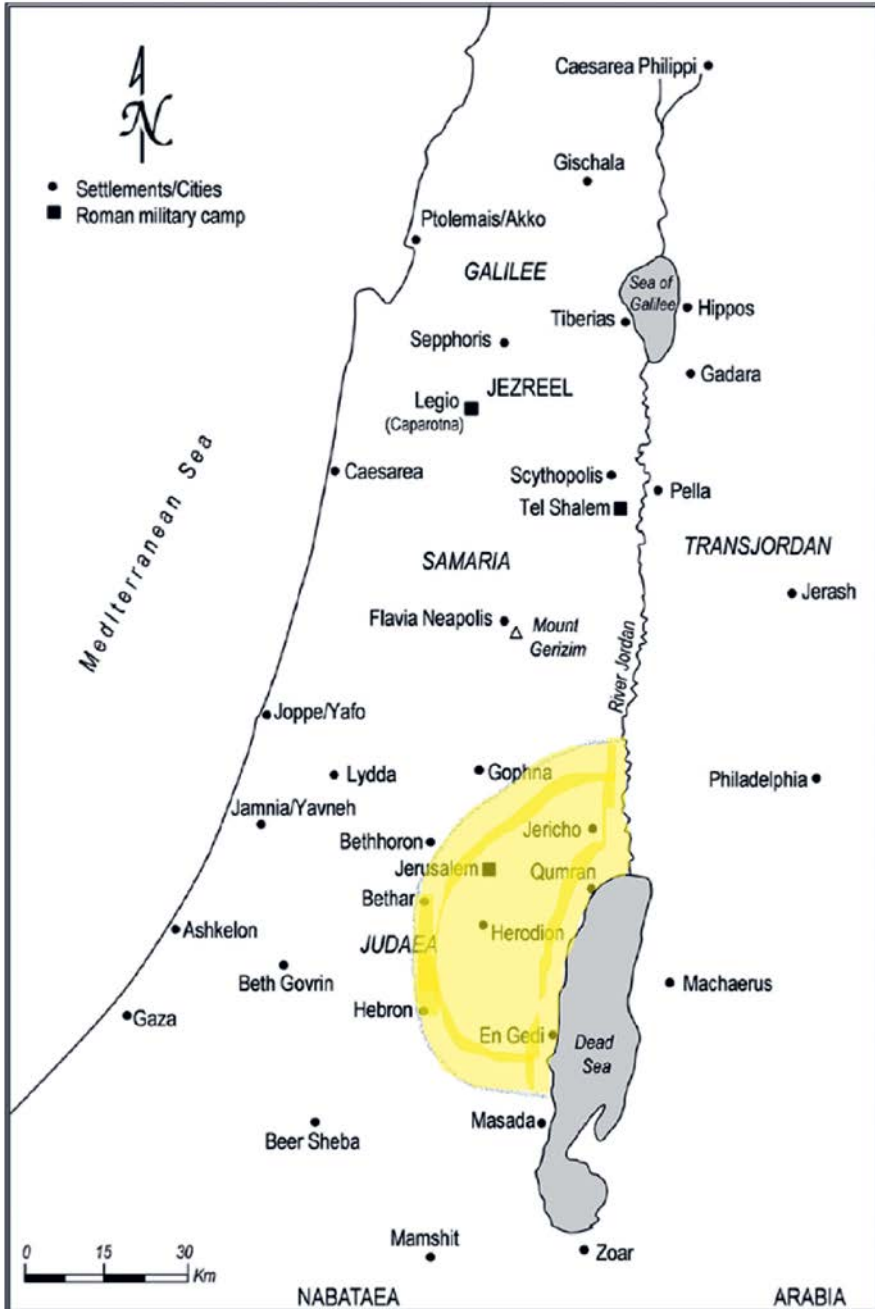 Caesarea Philippi
N
Settlements/Cities
Roman military camp
Gischala
Ptolemais/Akko
GALILEE
Sea of
Galilee
Hippos
Tiberias
Sepphoris
Gadara
JEZREEL
Legio
(Caparotna)
Caesarea
Scythopolis
Pella
Tel Shalem
Mediterranean Sea
TRANSJORDAN
SAMARIA
Jerash
Flavia Neapolis
Mount
Gerizim
River Jordan
Joppe/Yafo
Lydda
Gophna
Philadelphia
Jamnia/Yavneh
Jericho
Bethhoron
Jerusalem
Qumran
Bethar
Ashkelon
Herodion
JUDAEA
Beth Govrin
Machaerus
Hebron
Gaza
En Gedi
Dead
Sea
Masada
Beer Sheba
Mamshit
Zoar
0 15 30
Km
NABATAEA
ARABIA